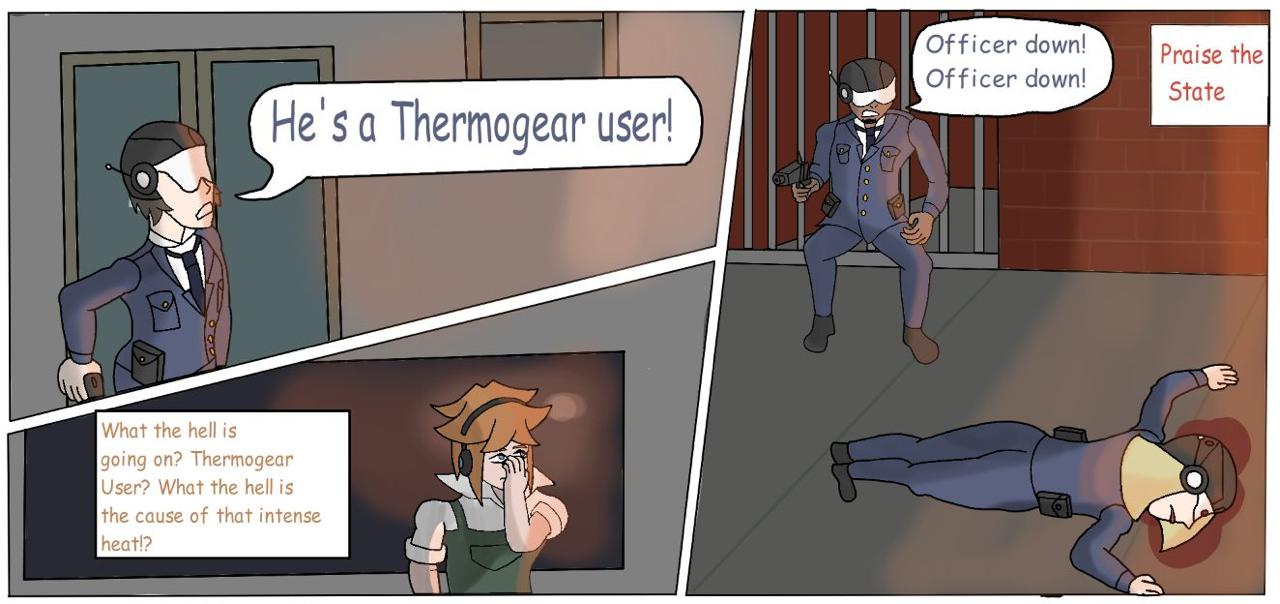 He's a Thermogear user!
What the hell is
going on? Thermogear
User? What the hell is
the cause of that intense
heat!?
Officer down!
Officer down!
Praise the
State